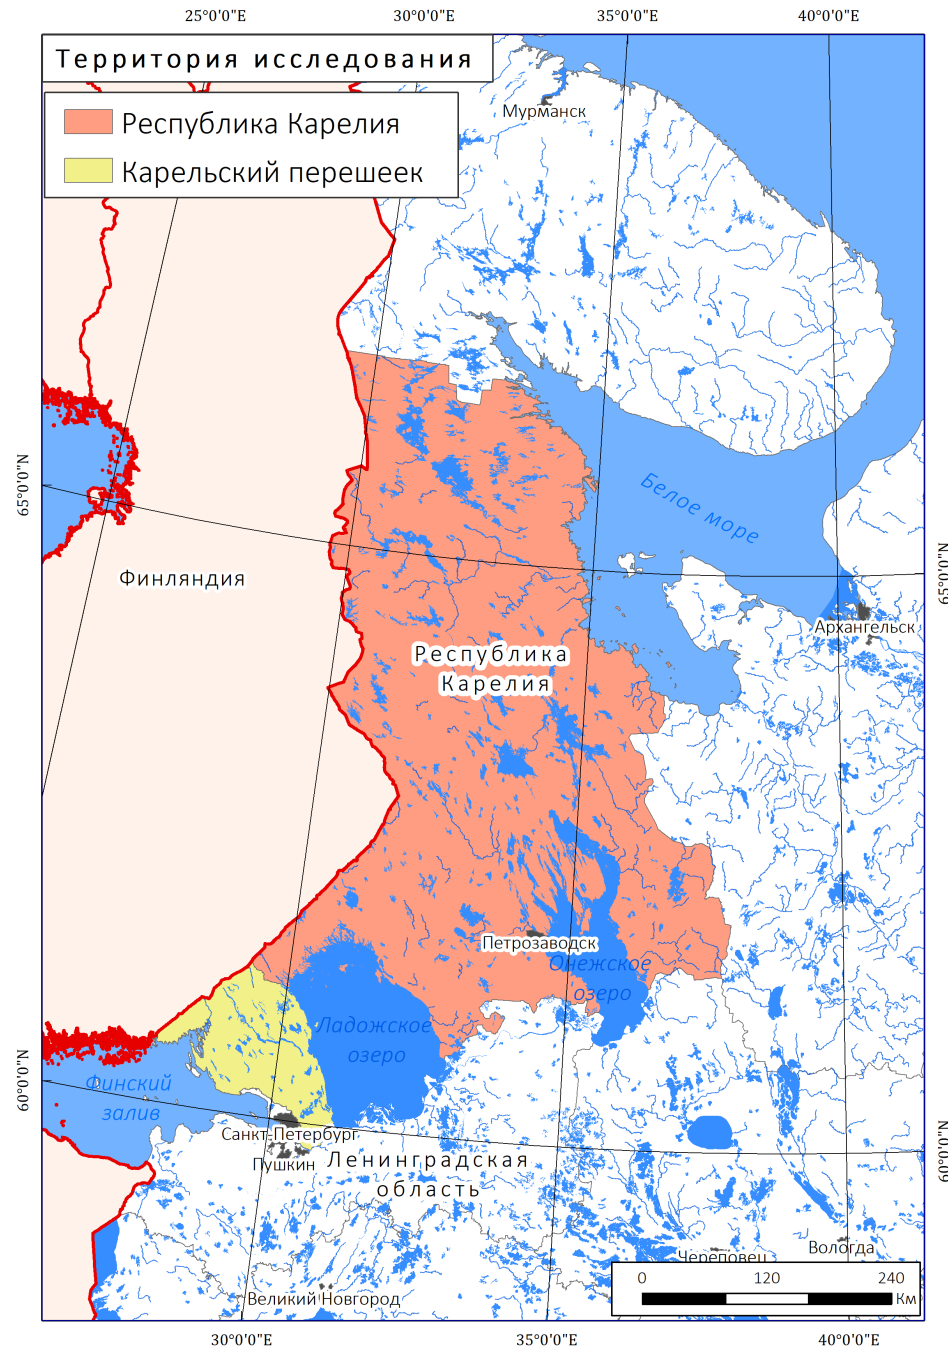 25°0'0"E 30°0'0"E 35°0'0"E 40°0'0"E
Территория исследования
Республика Карелия
Карельский перешеек
Мурманск
65°0'0"N
Белое море
65°0'0"N
Финляндия
Архангельск
Республика
Карелия
Петрозаводск
Онежское
озеро
Ладожское
озеро
60°0'0"N
Финский
залив
Санкт-Петербург
60°0'0"N
Пушкин
Ленинградская
область
Вологда
Череповец
0 120 240
Км
Великий Новгород
30°0'0"E 35°0'0"E 40°0'0"E